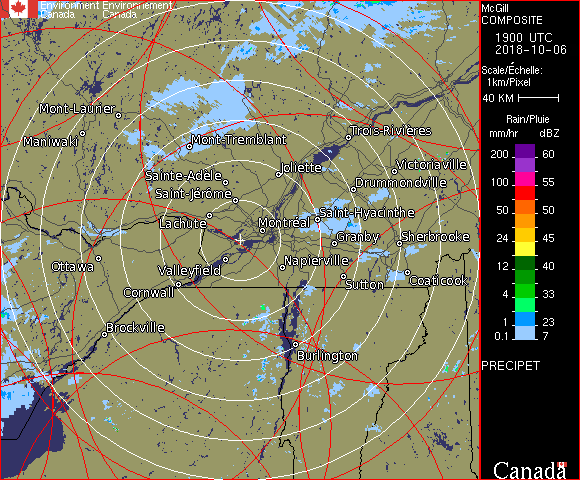 Environment Environnement
Canada Canada
McGill
COMPOSITE
1900 UTC
2018-10-06
Scale/Échelle:
1km/Pixel
40 KM
Rain/Pluie
mm/hr dBZ
200 60
100 55
50 50
24 45
12 40
4 33
1 23
0.1 7
PRECIPET
Canada
Mont-Laurier
Maniwaki
Mont-Tremblant
Trois-Rivières
Sainte-Adèle
Joliette
Victoriaville
Saint-Jérôme
Drummondville
Lachute
Montréal
Saint-Hyacinthe
Granby
Sherbrooke
Ottawa
Valleyfield
Napierville
Cornwall
Sutton
Coaticook
Brockville
Burlington